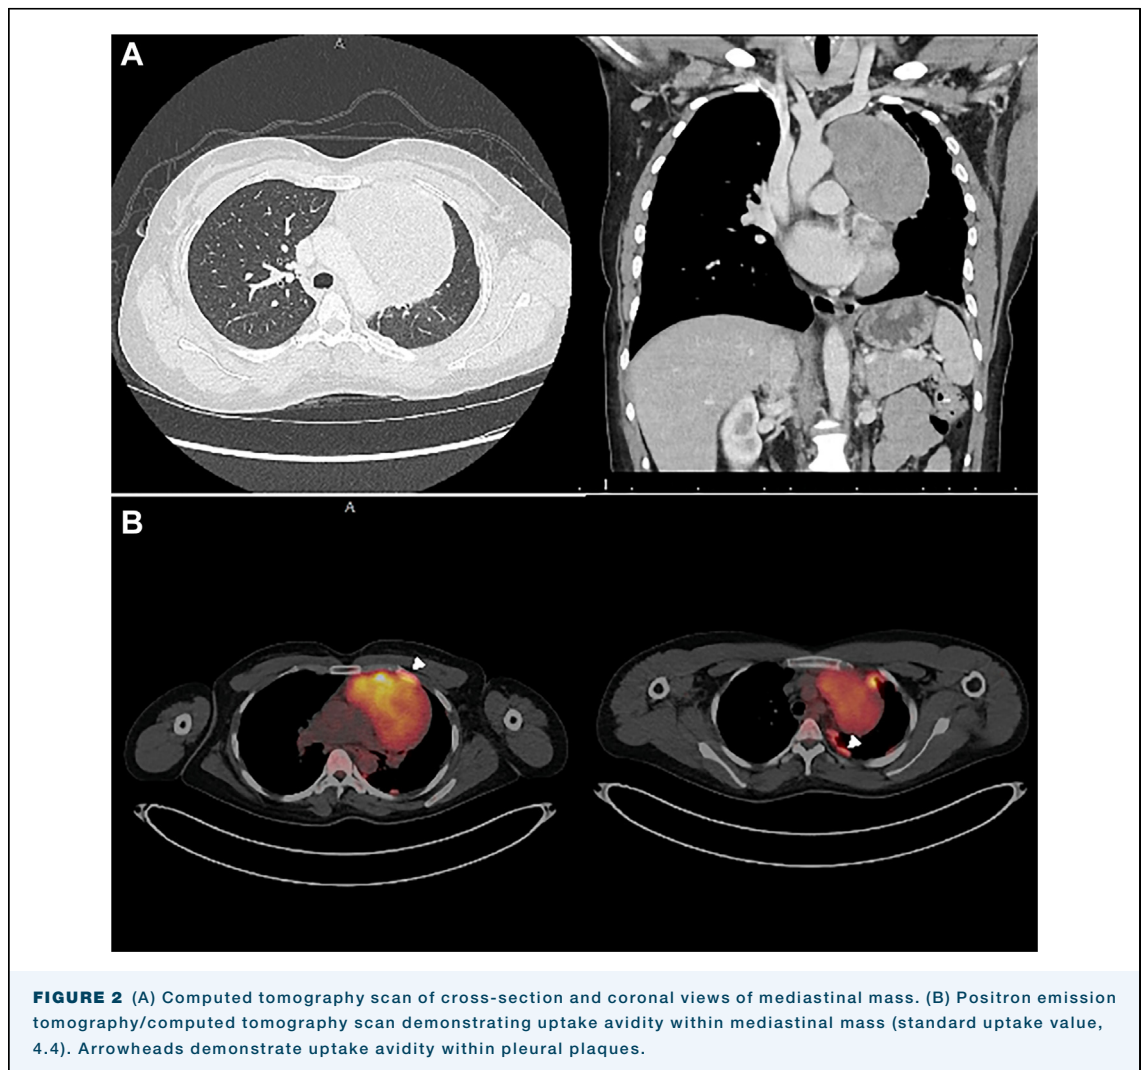 A
A
B
A
FIGURE 2 (A) Computed tomography scan of cross-section and coronal views of mediastinal mass. (B) Positron emission
tomography/computed tomography scan demonstrating uptake avidity within mediastinal mass (standard uptake value,
4.4). Arrowheads demonstrate uptake avidity within pleural plaques.